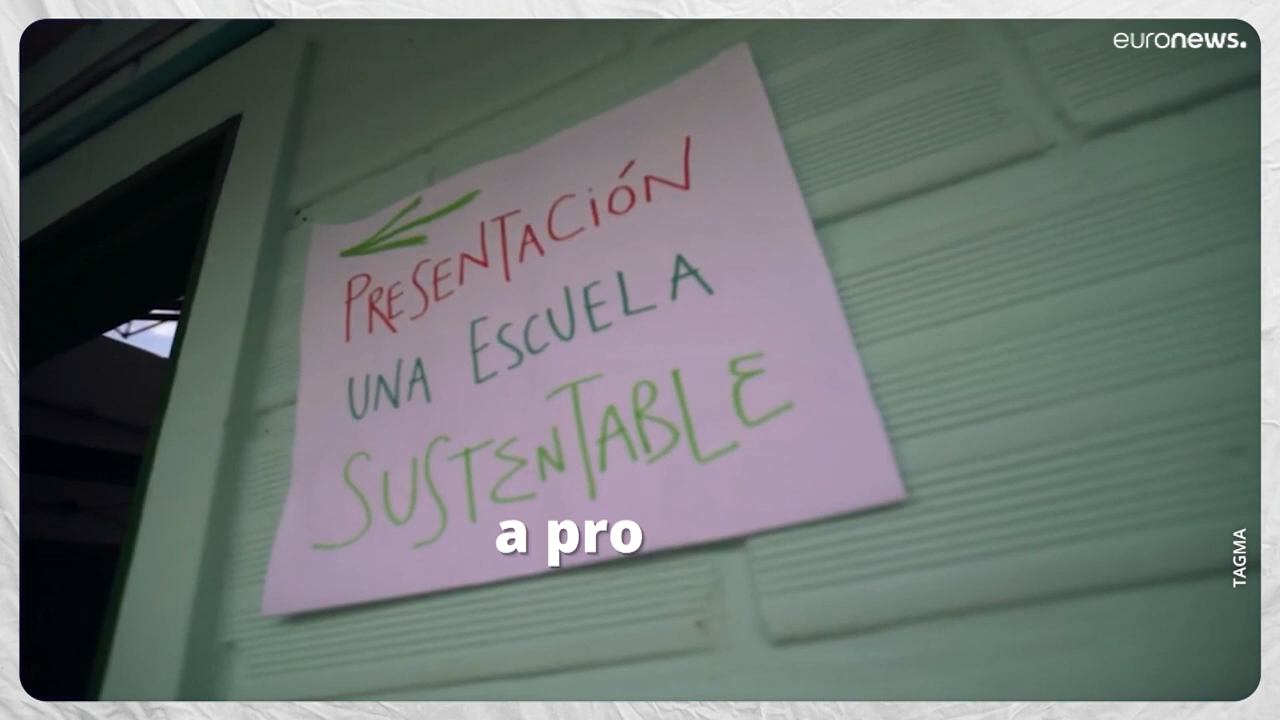 euronews.
PRESENTACIÓN
UNA ESCUELA
SUSTENTABLE
a pro
TAGMA